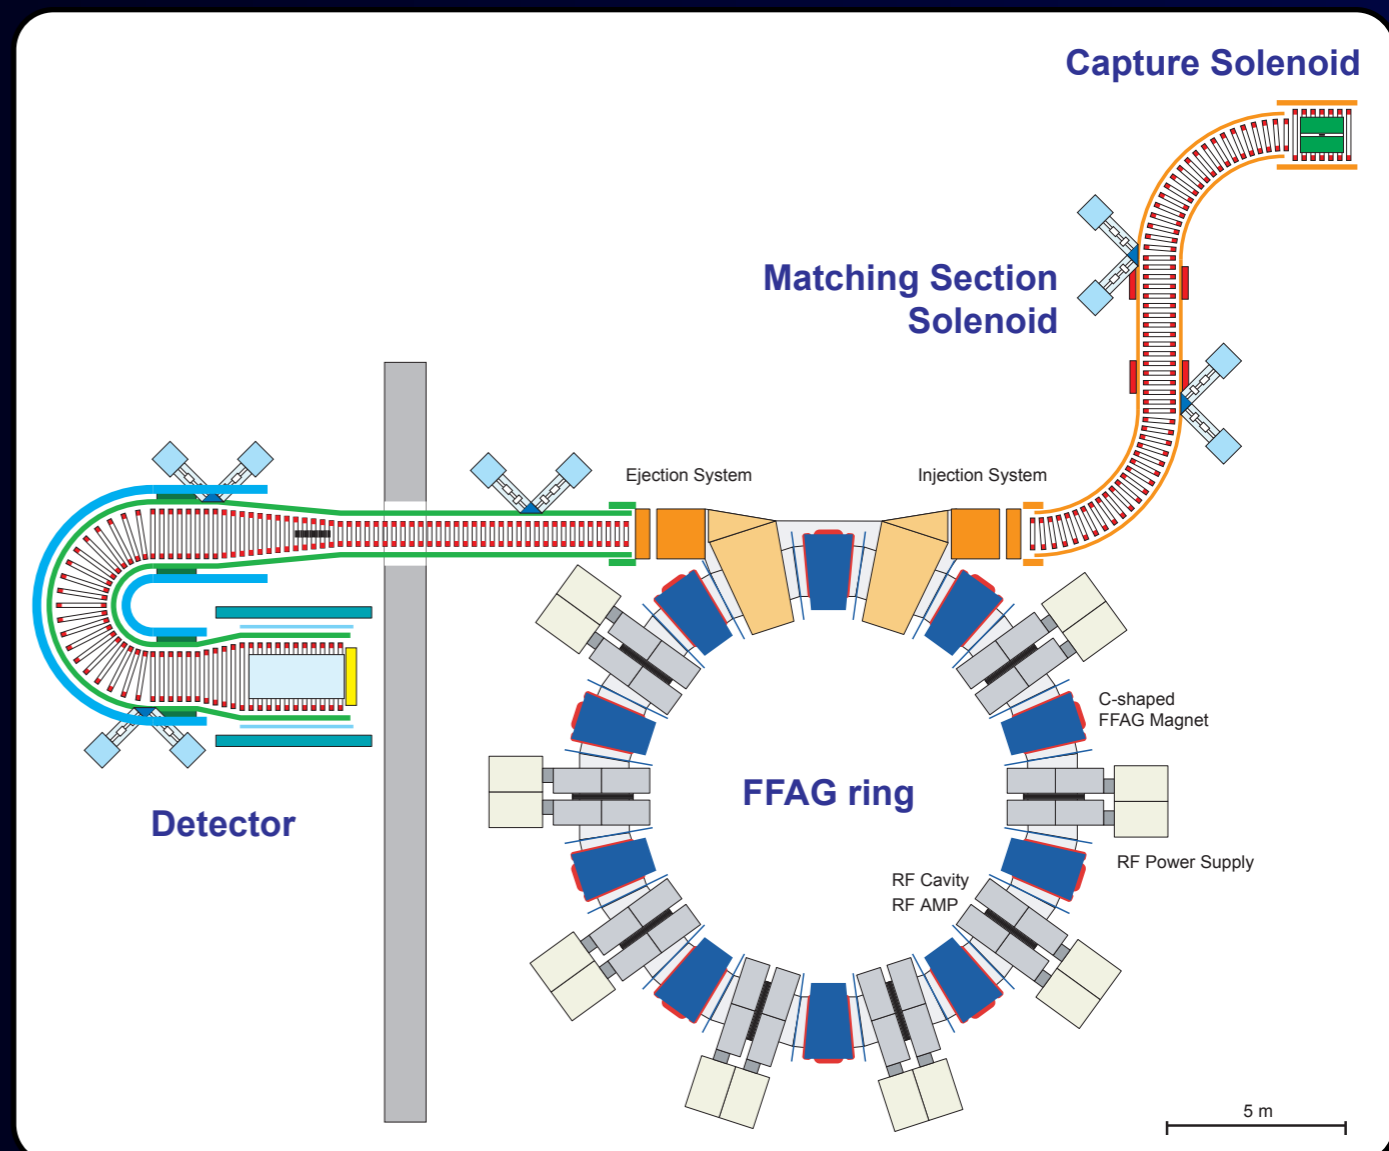 Capture Solenoid
Matching Section
Solenoid
Ejection System
Injection System
C-shaped
FFAG Magnet
FFAG ring
Detector
RF Power Supply
RF Cavity
RF AMP
5 m